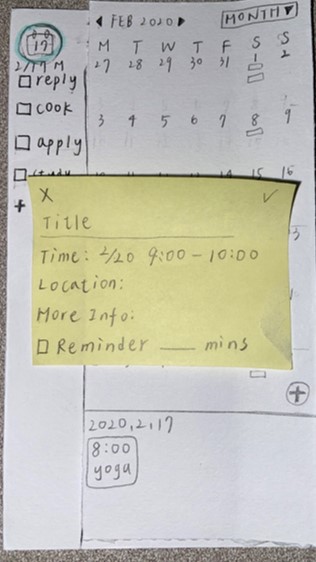 ◀ FEB 2020 ▶ MONTH ▼
17
2/17 M
M T W T F S S
27 28 29 30 31 1 2
reply
cook
3 4 5 6 7 8 9
apply
15 16
+
X ✓
Title
Time: 2/20 9:00 - 10:00
Location:
More Info:
Reminder ___ mins
+
2020.2.17
8:00
yoga